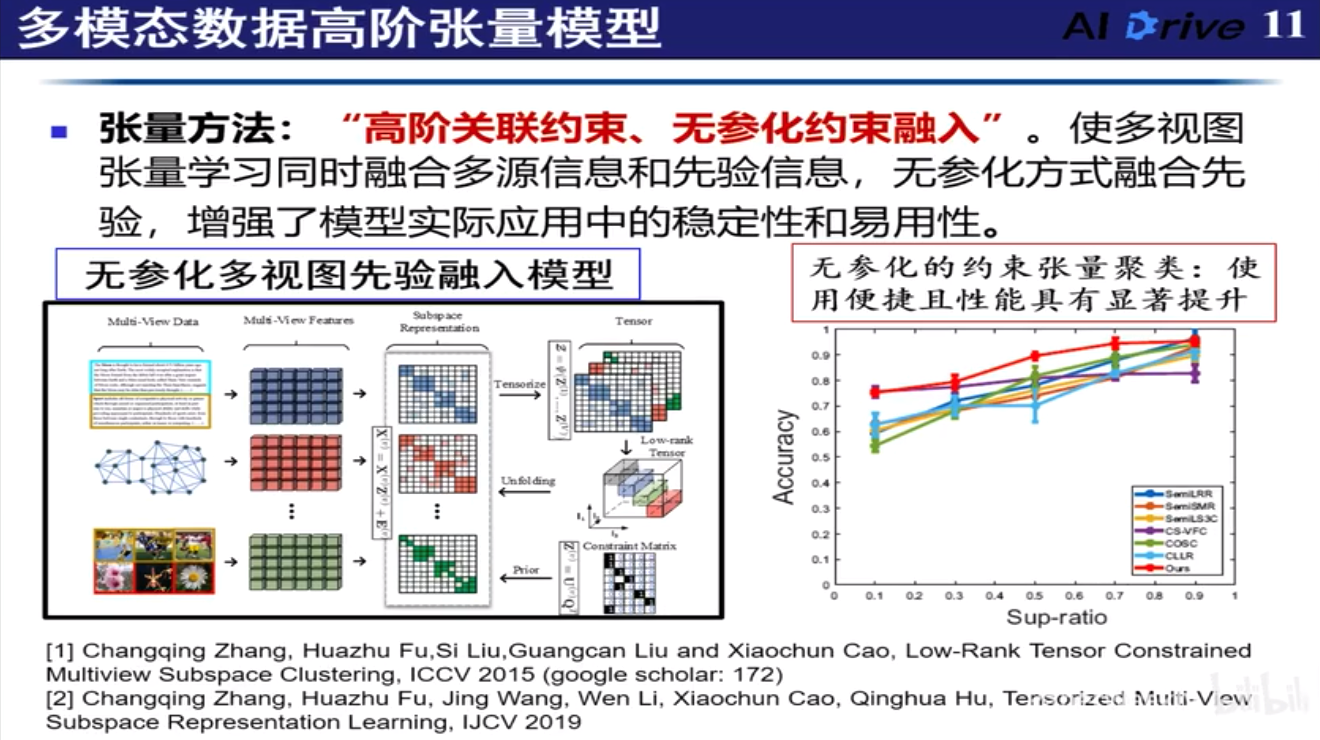 多模态数据高阶张量模型
AI Drive 11
■ 张量方法：“高阶关联约束、无参化约束融入”。使多视图
张量学习同时融合多源信息和先验信息，无参化方式融合先
验，增强了模型实际应用中的稳定性和易用性。
无参化多视图先验融入模型
Multi-View Data
Multi-View Features
Subspace
Representation
Tensor
Tensorize
Low-rank
Tensor
Unfolding
Constraint Matrix
Prior
无参化的约束张量聚类：使
用便捷且性能具有显著提升
1
0.9
0.8
0.7
0.6
0.5
0.4
0.3
0.2
0.1
0
Accuracy
SemiLRR
SemiSMR
SemiLS3C
CS-VFC
COSC
CLLR
Ours
0 0.1 0.2 0.3 0.4 0.5 0.6 0.7 0.8 0.9 1
Sup-ratio
[1] Changqing Zhang, Huazhu Fu,Si Liu,Guangcan Liu and Xiaochun Cao, Low-Rank Tensor Constrained
Multiview Subspace Clustering, ICCV 2015 (google scholar: 172)
[2] Changqing Zhang, Huazhu Fu, Jing Wang, Wen Li, Xiaochun Cao, Qinghua Hu, Tensorized Multi-View
Subspace Representation Learning, IJCV 2019
bilibili